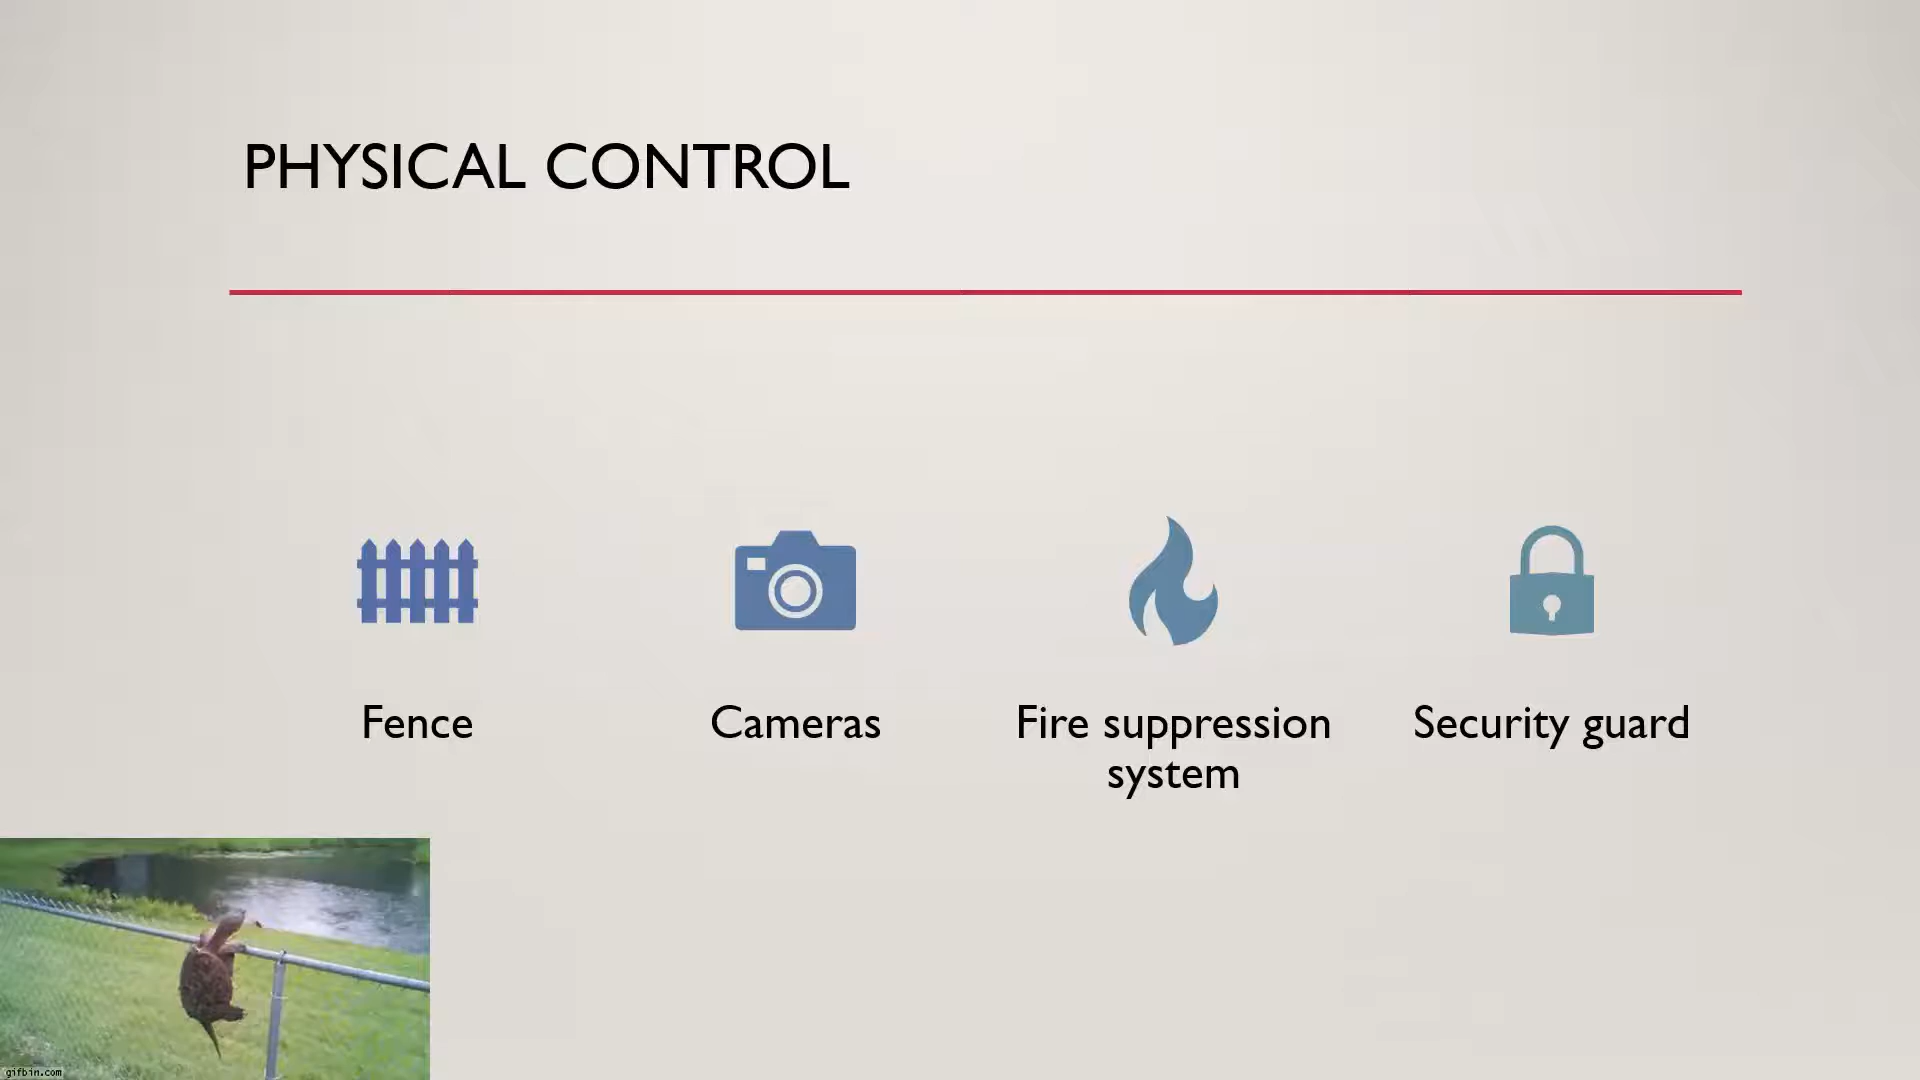 PHYSICAL CONTROL
Fence
Cameras
Fire suppression
system
Security guard
gifbin.com